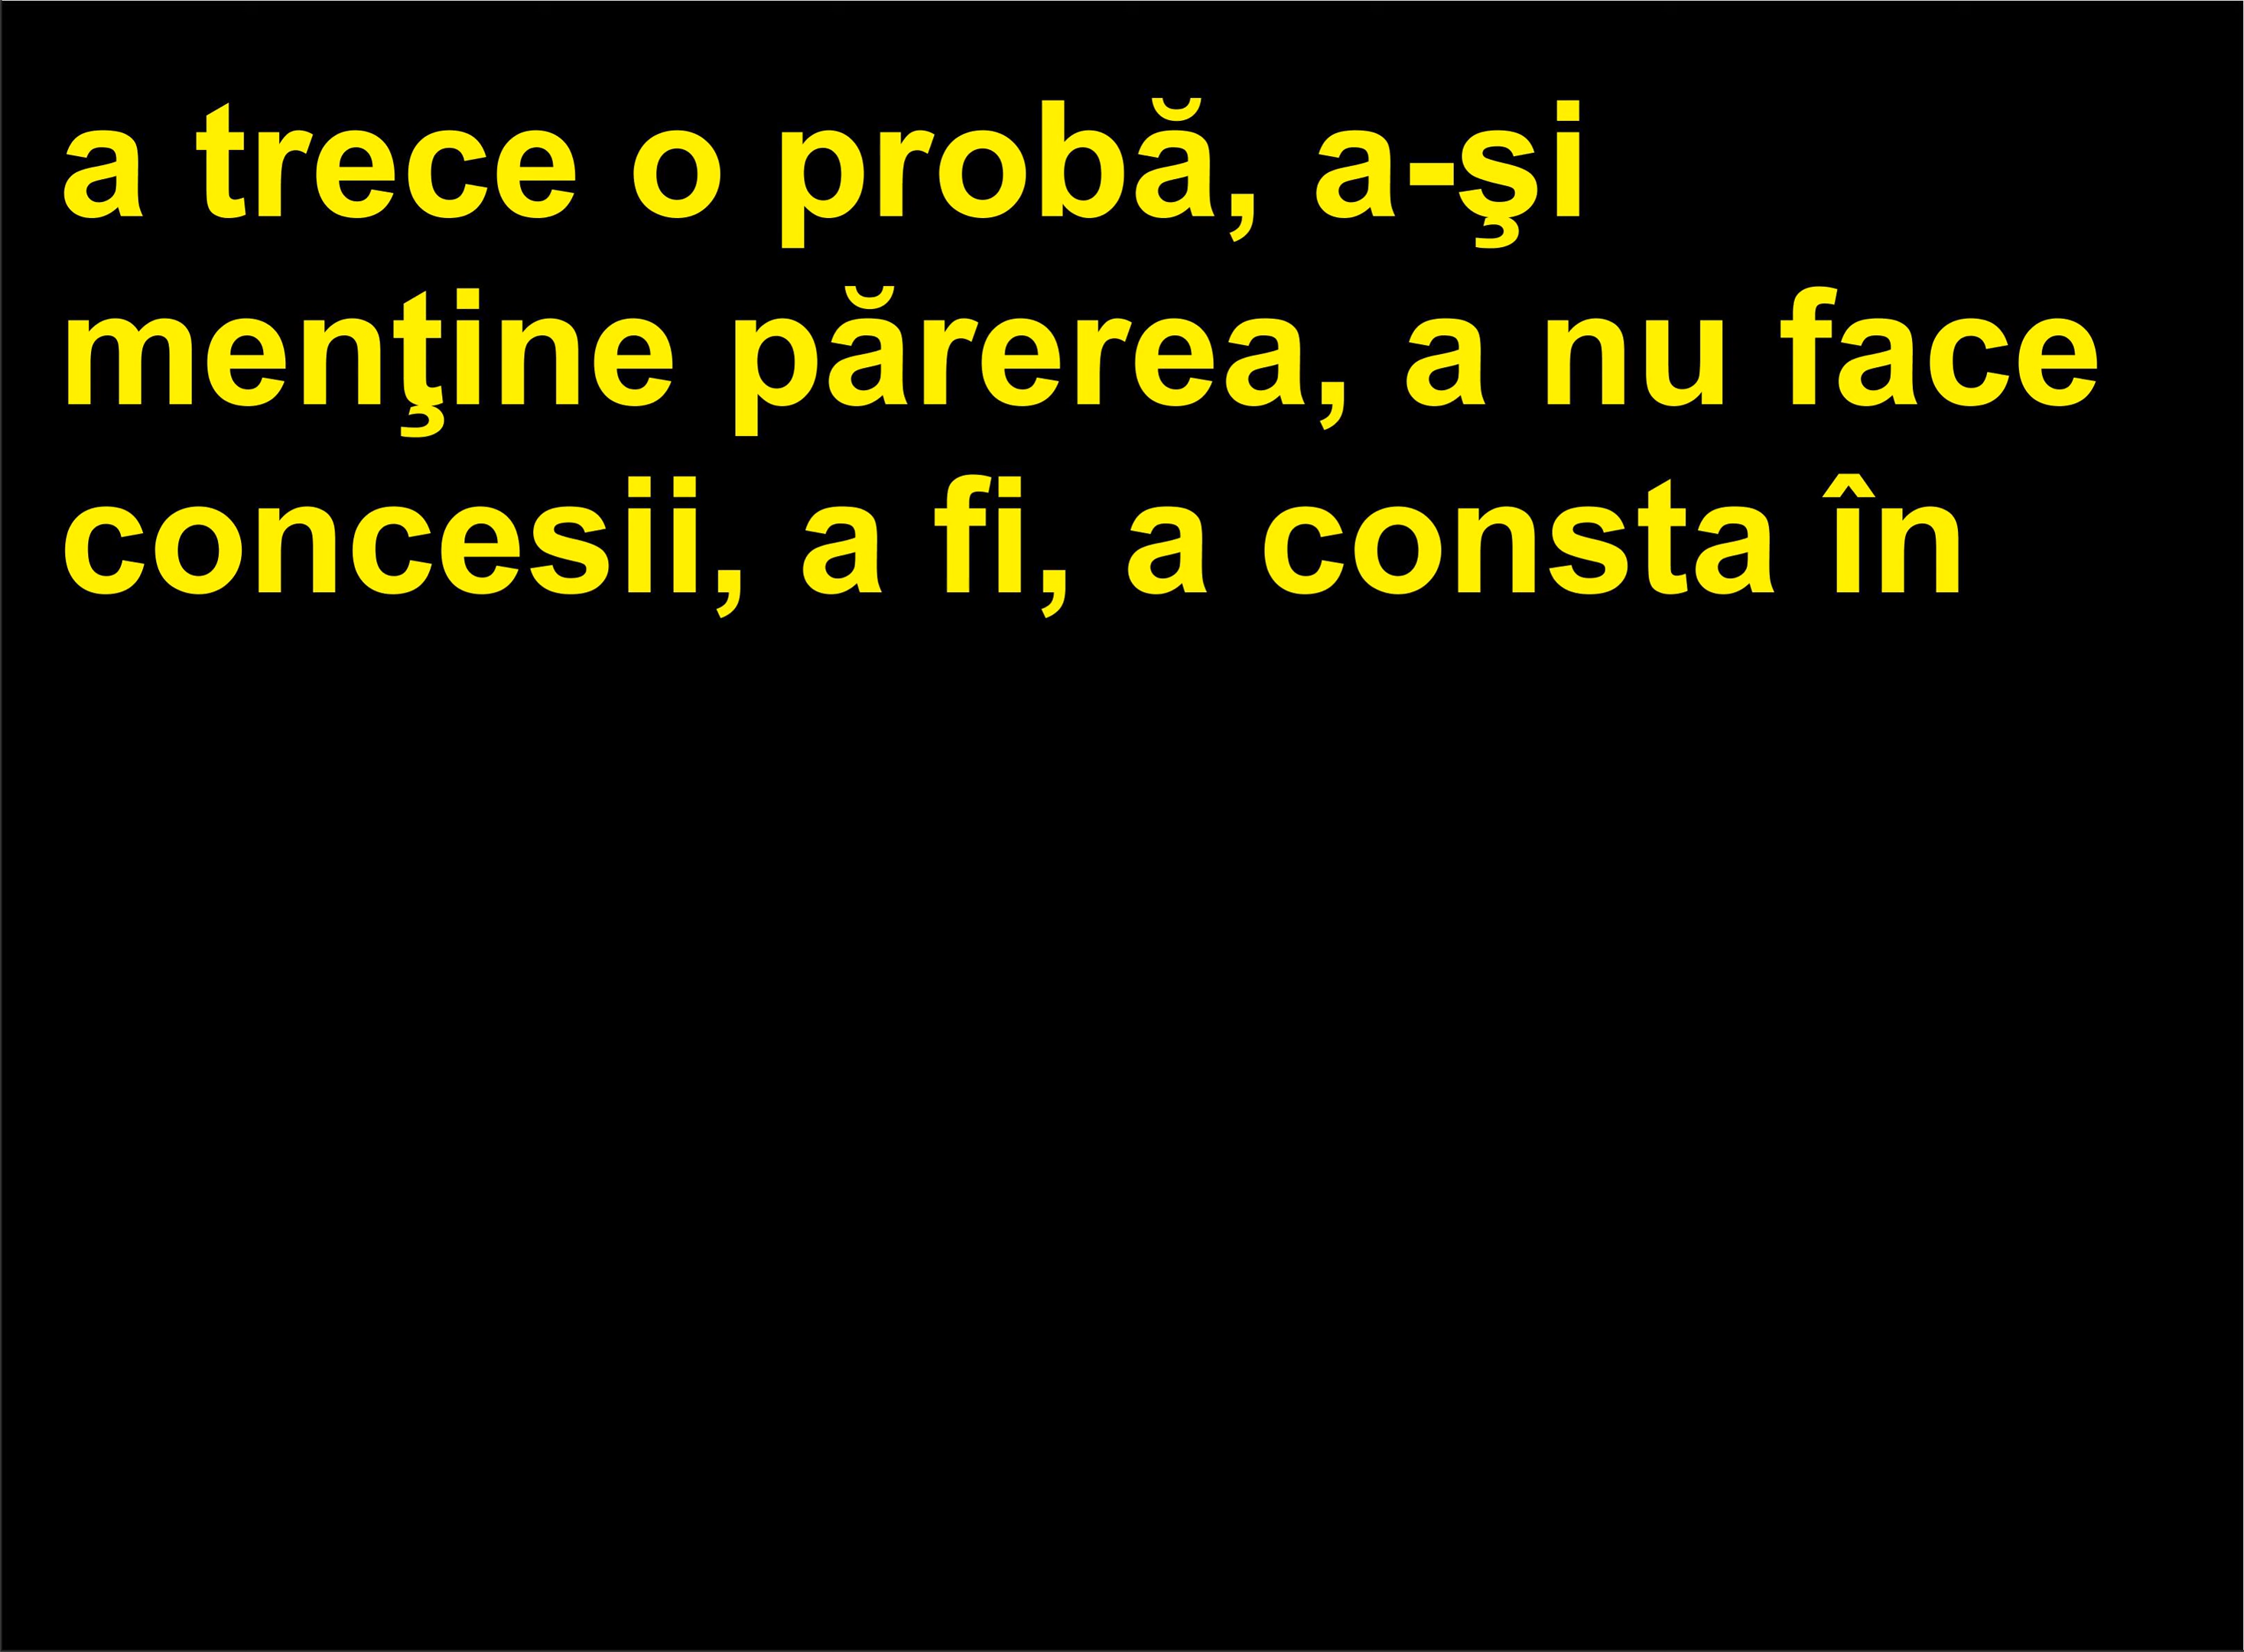 a trece o probă, a-şi
menţine părerea, a nu face
concesii, a fi, a consta în